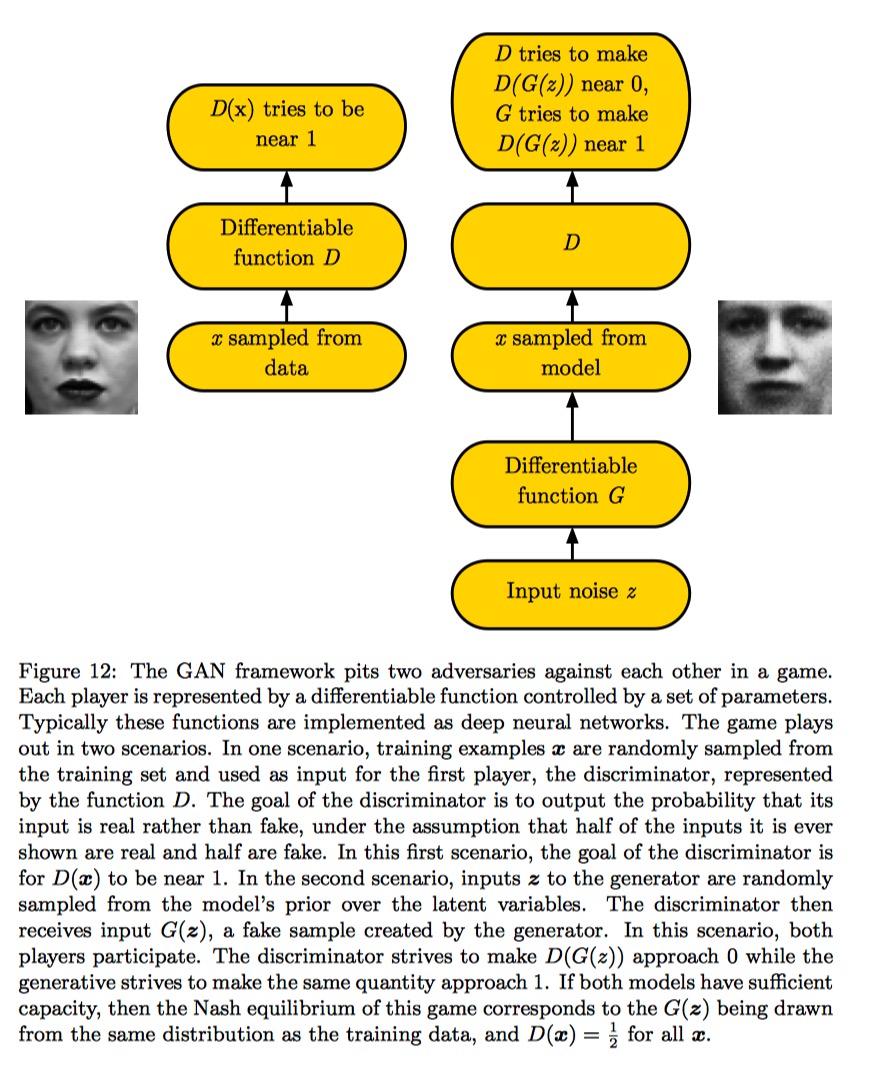 D(x) tries to be
near 1
Differentiable
function D
x sampled from
data
D tries to make
D(G(z)) near 0,
G tries to make
D(G(z)) near 1
D
x sampled from
model
Differentiable
function G
Input noise z
Figure 12: The GAN framework pits two adversaries against each other in a game.
Each player is represented by a differentiable function controlled by a set of parameters.
Typically these functions are implemented as deep neural networks. The game plays
out in two scenarios. In one scenario, training examples x are randomly sampled from
the training set and used as input for the first player, the discriminator, represented
by the function D. The goal of the discriminator is to output the probability that its
input is real rather than fake, under the assumption that half of the inputs it is ever
shown are real and half are fake. In this first scenario, the goal of the discriminator is
for D(x) to be near 1. In the second scenario, inputs z to the generator are randomly
sampled from the model's prior over the latent variables. The discriminator then
receives input G(z), a fake sample created by the generator. In this scenario, both
players participate. The discriminator strives to make D(G(z)) approach 0 while the
generative strives to make the same quantity approach 1. If both models have sufficient
capacity, then the Nash equilibrium of this game corresponds to the G(z) being drawn
from the same distribution as the training data, and D(x) = 1/2 for all x.